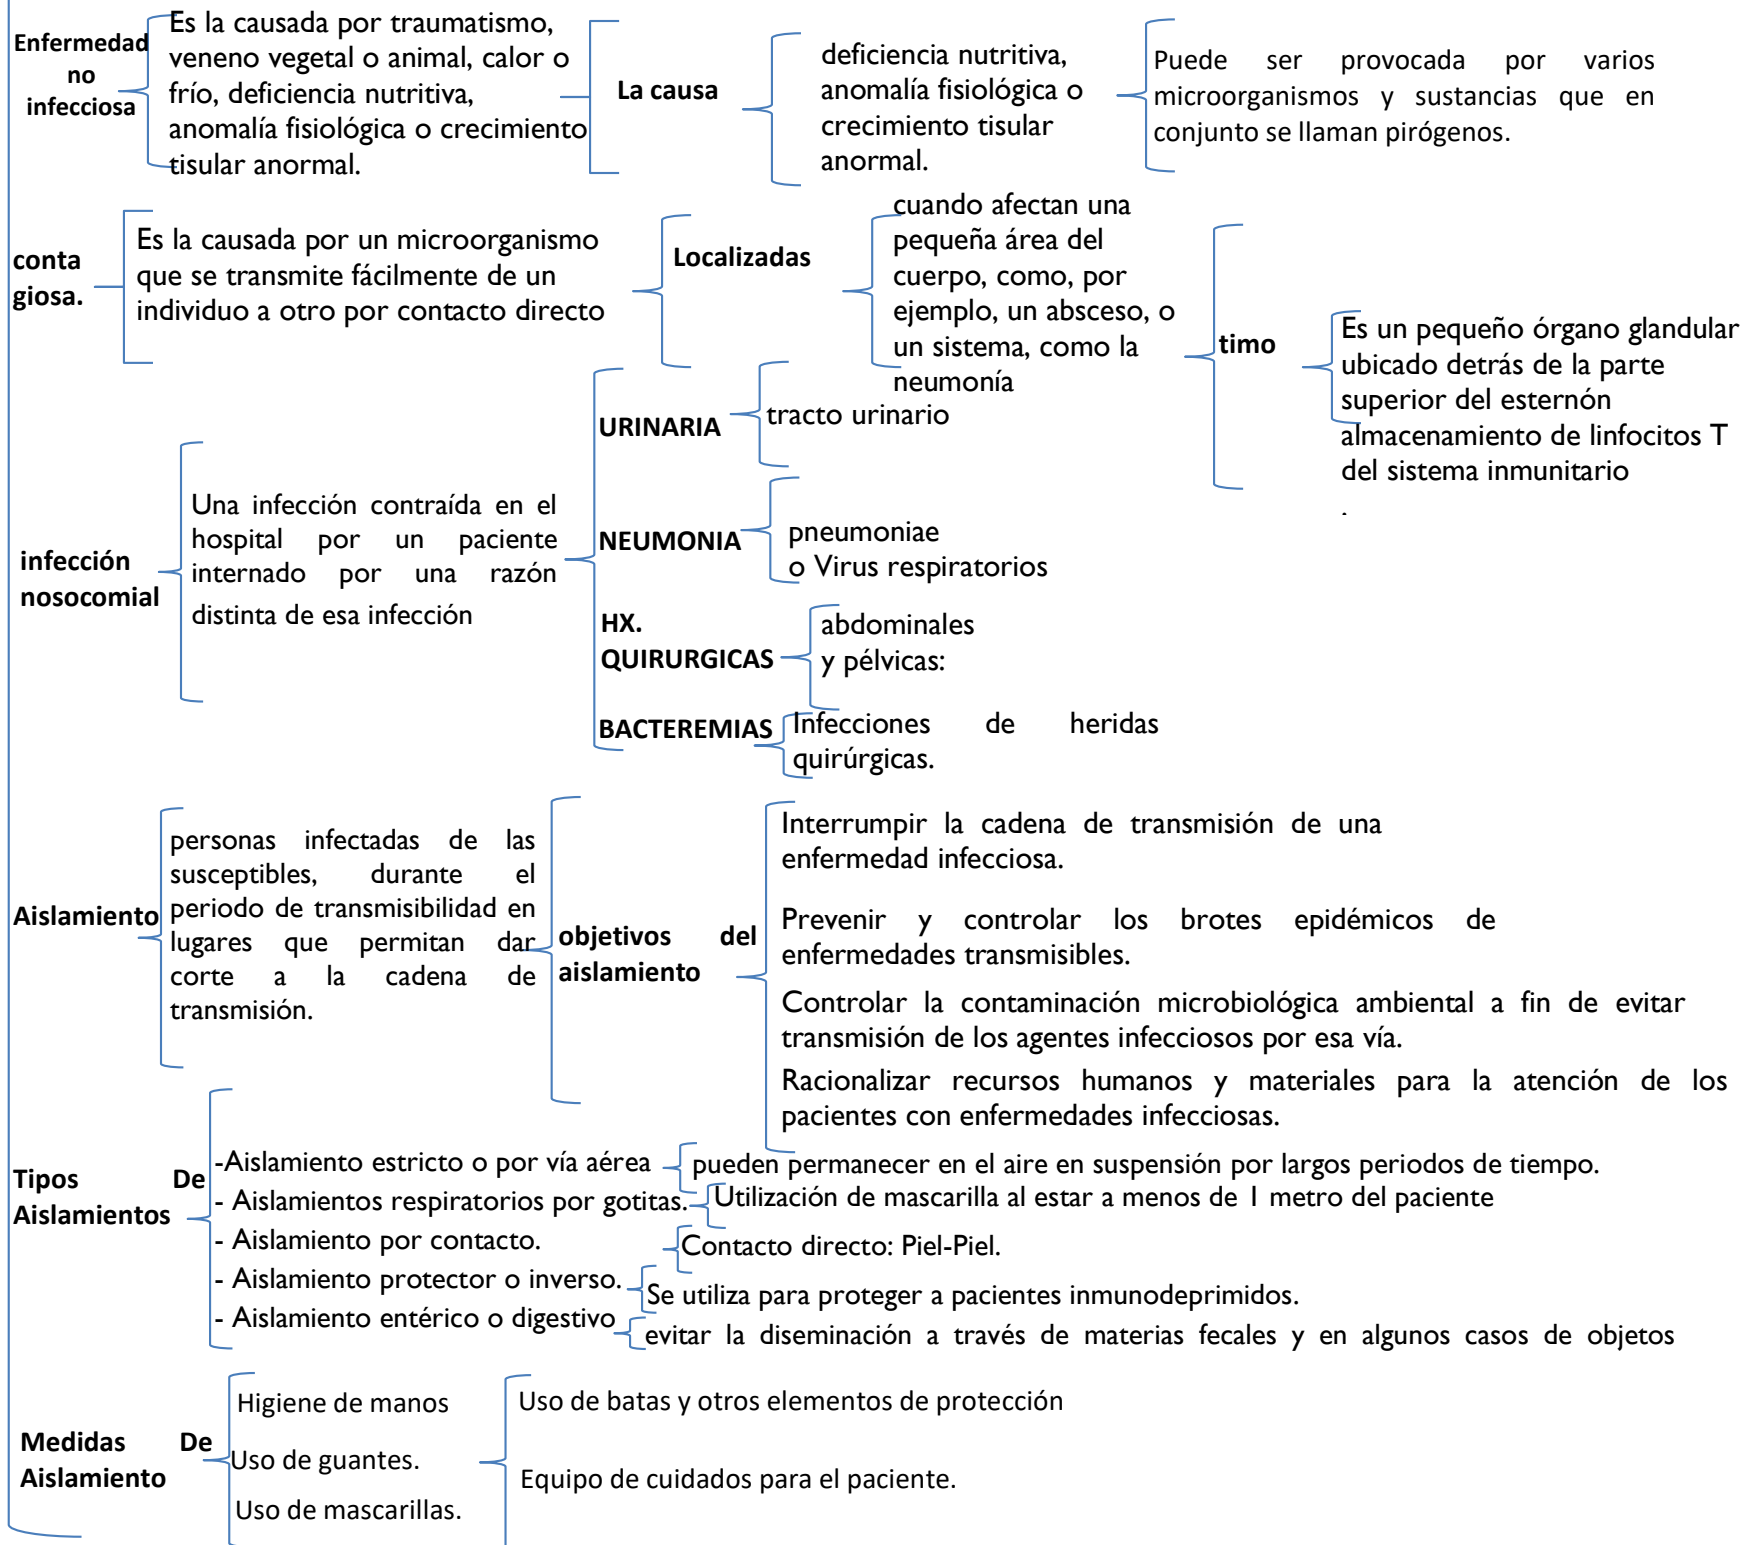 Enfermedad
no
infecciosa
Es la causada por traumatismo,
veneno vegetal o animal, calor o
frío, deficiencia nutritiva,
anomalía fisiológica o crecimiento
tisular anormal.
La causa
deficiencia nutritiva,
anomalía fisiológica o
crecimiento tisular
anormal.
Puede ser provocada por varios
microorganismos y sustancias que en
conjunto se llaman pirógenos.
conta
giosa.
Es la causada por un microorganismo
que se transmite fácilmente de un
individuo a otro por contacto directo
Localizadas
cuando afectan una
pequeña área del
cuerpo, como, por
ejemplo, un absceso, o
un sistema, como la
neumonía
timo
Es un pequeño órgano glandular
ubicado detrás de la parte
superior del esternón
almacenamiento de linfocitos T
del sistema inmunitario
.
infección
nosocomial
Una infección contraída en el
hospital por un paciente
internado por una razón
distinta de esa infección
URINARIA
tracto urinario
NEUMONIA
pneumoniae
o Virus respiratorios
HX.
QUIRURGICAS
abdominales
y pélvicas:
BACTEREMIAS
Infecciones de heridas
quirúrgicas.
Aislamiento
personas infectadas de las
susceptibles, durante el
periodo de transmisibilidad en
lugares que permitan dar
corte a la cadena de
transmisión.
objetivos del
aislamiento
Interrumpir la cadena de transmisión de una
enfermedad infecciosa.
Prevenir y controlar los brotes epidémicos de
enfermedades transmisibles.
Controlar la contaminación microbiológica ambiental a fin de evitar
transmisión de los agentes infecciosos por esa vía.
Racionalizar recursos humanos y materiales para la atención de los
pacientes con enfermedades infecciosas.
Tipos De
Aislamientos
-Aislamiento estricto o por vía aérea
pueden permanecer en el aire en suspensión por largos periodos de tiempo.
- Aislamientos respiratorios por gotitas.
Utilización de mascarilla al estar a menos de 1 metro del paciente
- Aislamiento por contacto.
Contacto directo: Piel-Piel.
- Aislamiento protector o inverso.
Se utiliza para proteger a pacientes inmunodeprimidos.
- Aislamiento entérico o digestivo
evitar la diseminación a través de materias fecales y en algunos casos de objetos
Medidas De
Aislamiento
Higiene de manos
Uso de guantes.
Uso de mascarillas.
Uso de batas y otros elementos de protección
Equipo de cuidados para el paciente.